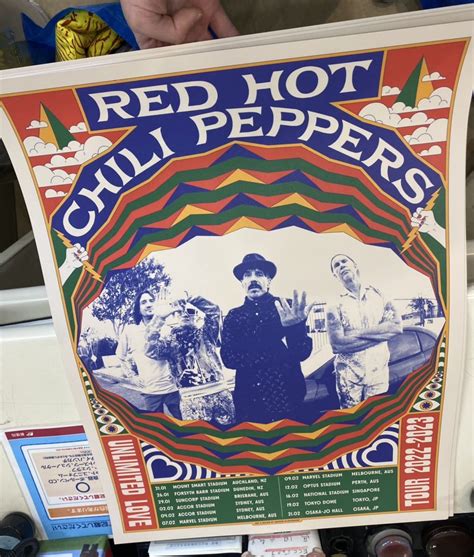 RED HOT
CHILI PEPPERS
UNLIMITED LOVE
21.01 MOUNT SMART STADIUM AUCKLAND, NZ
26.01 FORSYTH BARR STADIUM DUNEDIN, NZ
29.01 SUNCORP STADIUM BRISBANE, AUS
02.02 ACCOR STADIUM SYDNEY, AUS
04.02 ACCOR STADIUM SYDNEY, AUS
07.02 MARVEL STADIUM MELBOURNE, AUS
09.02 MARVEL STADIUM MELBOURNE, AUS
12.02 OPTUS STADIUM PERTH, AUS
16.02 NATIONAL STADIUM SINGAPORE
19.02 TOKYO DOME TOKYO, JP
21.02 OSAKA-JO HALL OSAKA, JP
TOUR 2022-2023